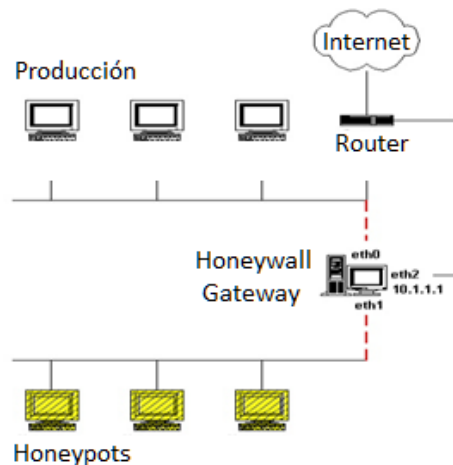 Internet
Producción
Router
Honeywall
Gateway
eth0
eth2
10.1.1.1
eth1
Honeypots